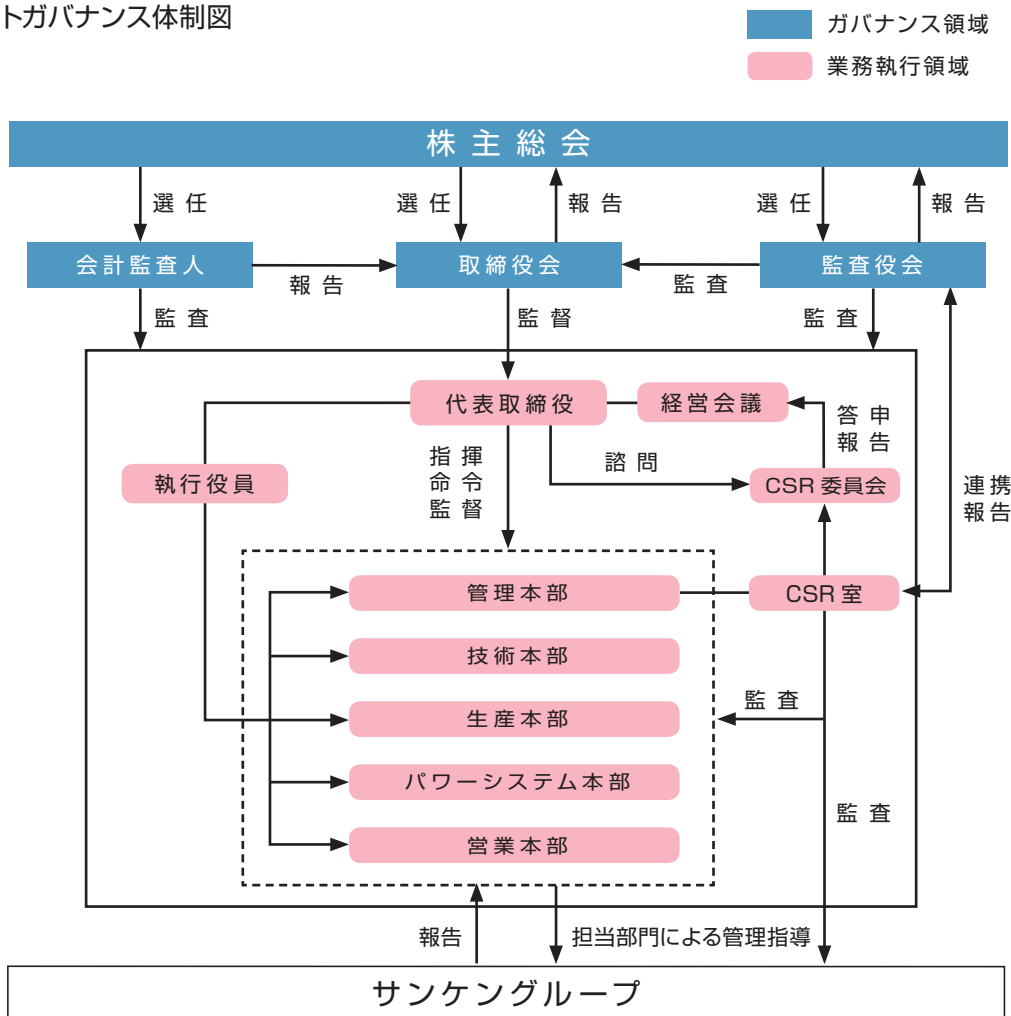 トガバナンス体制図
ガバナンス領域
業務執行領域
株主総会
選任
選任
報告
選任
報告
会計監査人
報告
取締役会
監査
監査役会
監査
監督
監査
代表取締役
経営会議
答申
報告
指揮
命令
監督
諮問
執行役員
CSR委員会
連携
報告
管理本部
CSR室
技術本部
監査
生産本部
パワーシステム本部
監査
営業本部
報告
担当部門による管理指導
サンケングループ